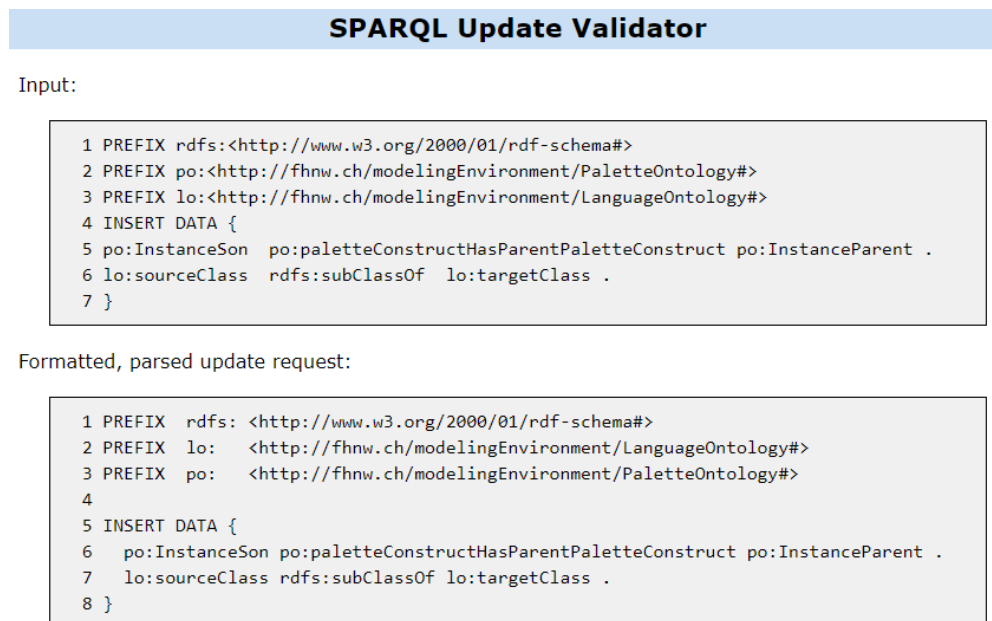 SPARQL Update Validator
Input:
1 PREFIX rdfs:<http://www.w3.org/2000/01/rdf-schema#>
2 PREFIX po:<http://fhnw.ch/modelingEnvironment/PaletteOntology#>
3 PREFIX lo:<http://fhnw.ch/modelingEnvironment/LanguageOntology#>
4 INSERT DATA {
5 po:InstanceSon  po:paletteConstructHasParentPaletteConstruct po:InstanceParent .
6 lo:sourceClass  rdfs:subClassOf  lo:targetClass .
7 }
Formatted, parsed update request:
1 PREFIX  rdfs: <http://www.w3.org/2000/01/rdf-schema#>
2 PREFIX  lo:   <http://fhnw.ch/modelingEnvironment/LanguageOntology#>
3 PREFIX  po:   <http://fhnw.ch/modelingEnvironment/PaletteOntology#>
4
5 INSERT DATA {
6   po:InstanceSon po:paletteConstructHasParentPaletteConstruct po:InstanceParent .
7   lo:sourceClass rdfs:subClassOf lo:targetClass .
8 }